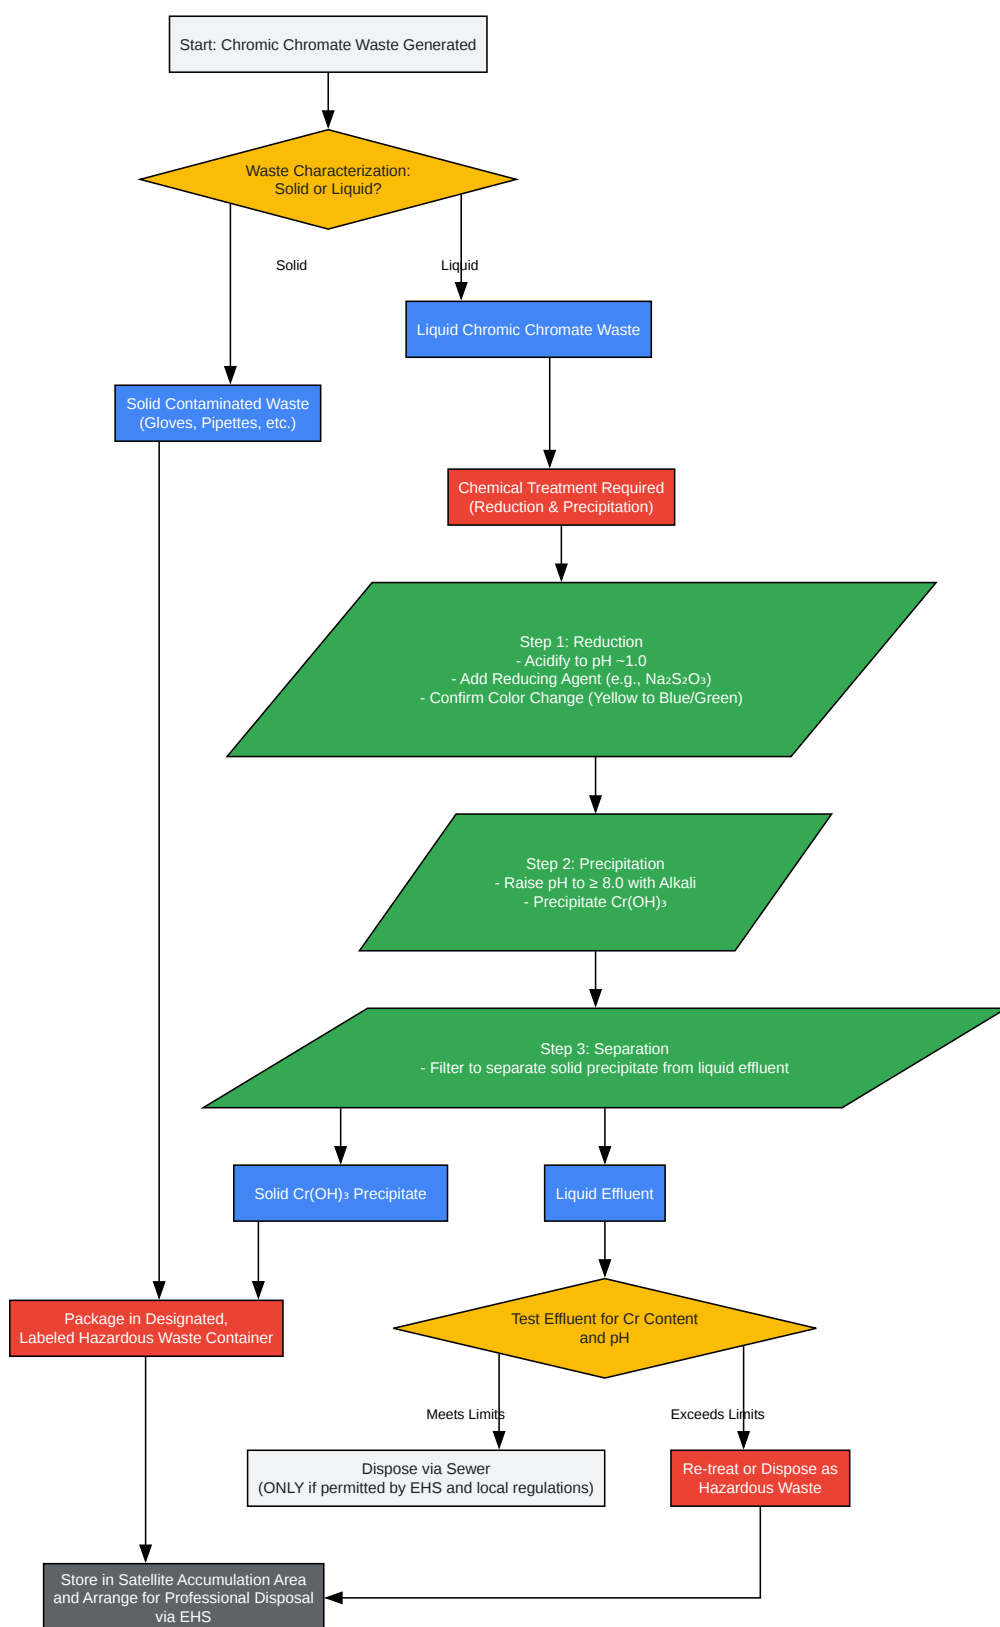 Start: Chromic Chromate Waste Generated
Waste Characterization:
Solid or Liquid?
Solid
Liquid
Liquid Chromic Chromate Waste
Solid Contaminated Waste
(Gloves, Pipettes, etc.)
Chemical Treatment Required
(Reduction & Precipitation)
Step 1: Reduction
- Acidify to pH ~1.0
- Add Reducing Agent (e.g., Na₂S₂O₃)
- Confirm Color Change (Yellow to Blue/Green)
Step 2: Precipitation
- Raise pH to ≥ 8.0 with Alkali
- Precipitate Cr(OH)₃
Step 3: Separation
- Filter to separate solid precipitate from liquid effluent
Solid Cr(OH)₃ Precipitate
Liquid Effluent
Package in Designated,
Labeled Hazardous Waste Container
Test Effluent for Cr Content
and pH
Meets Limits
Exceeds Limits
Dispose via Sewer
(ONLY if permitted by EHS and local regulations)
Re-treat or Dispose as
Hazardous Waste
Store in Satellite Accumulation Area
and Arrange for Professional Disposal
via EHS